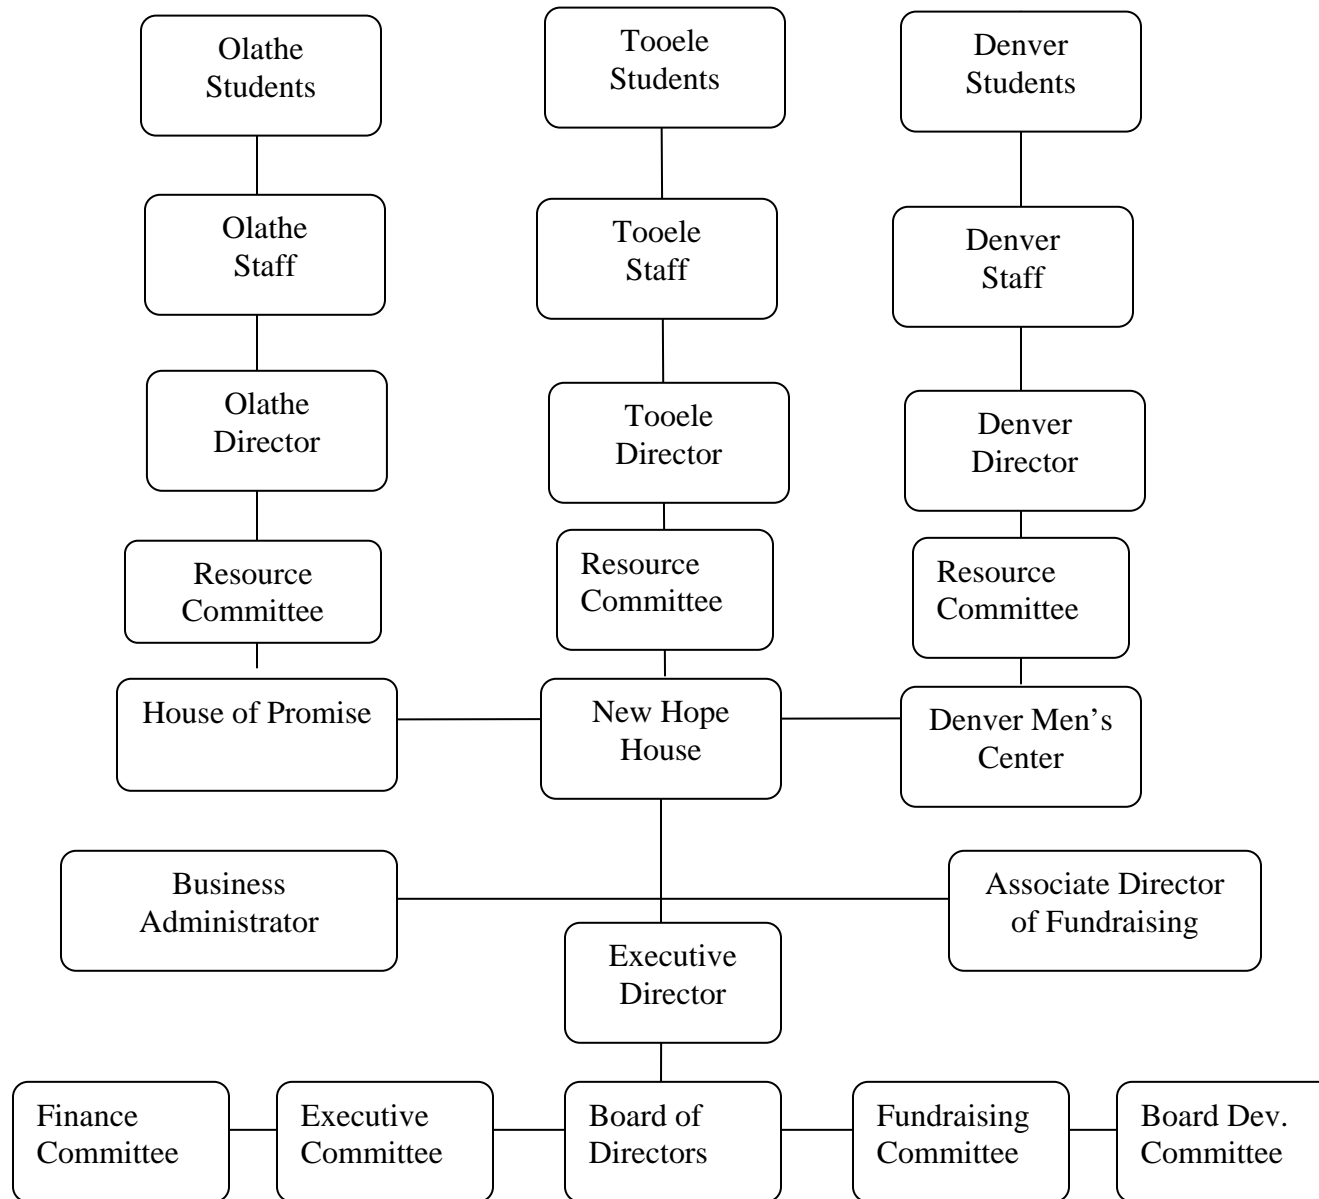 Olathe
Students
Tooele
Students
Denver
Students
Olathe
Staff
Tooele
Staff
Denver
Staff
Olathe
Director
Tooele
Director
Denver
Director
Resource
Committee
Resource
Committee
Resource
Committee
House of Promise
New Hope
House
Denver Men’s
Center
Business
Administrator
Associate Director
of Fundraising
Executive
Director
Finance
Committee
Executive
Committee
Board of
Directors
Fundraising
Committee
Board Dev.
Committee